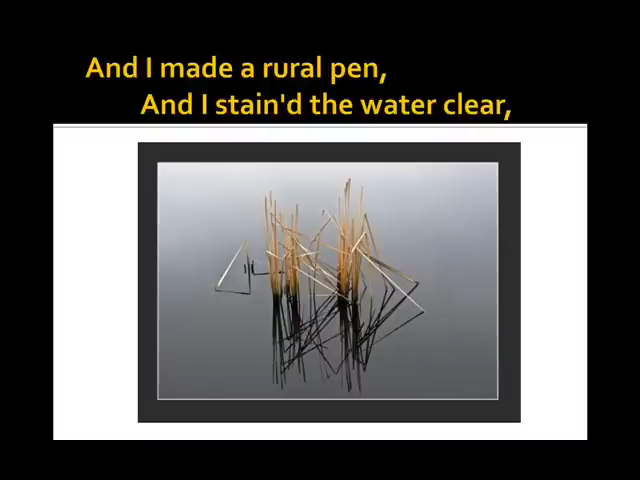 And I made a rural pen,
And I stain'd the water clear,